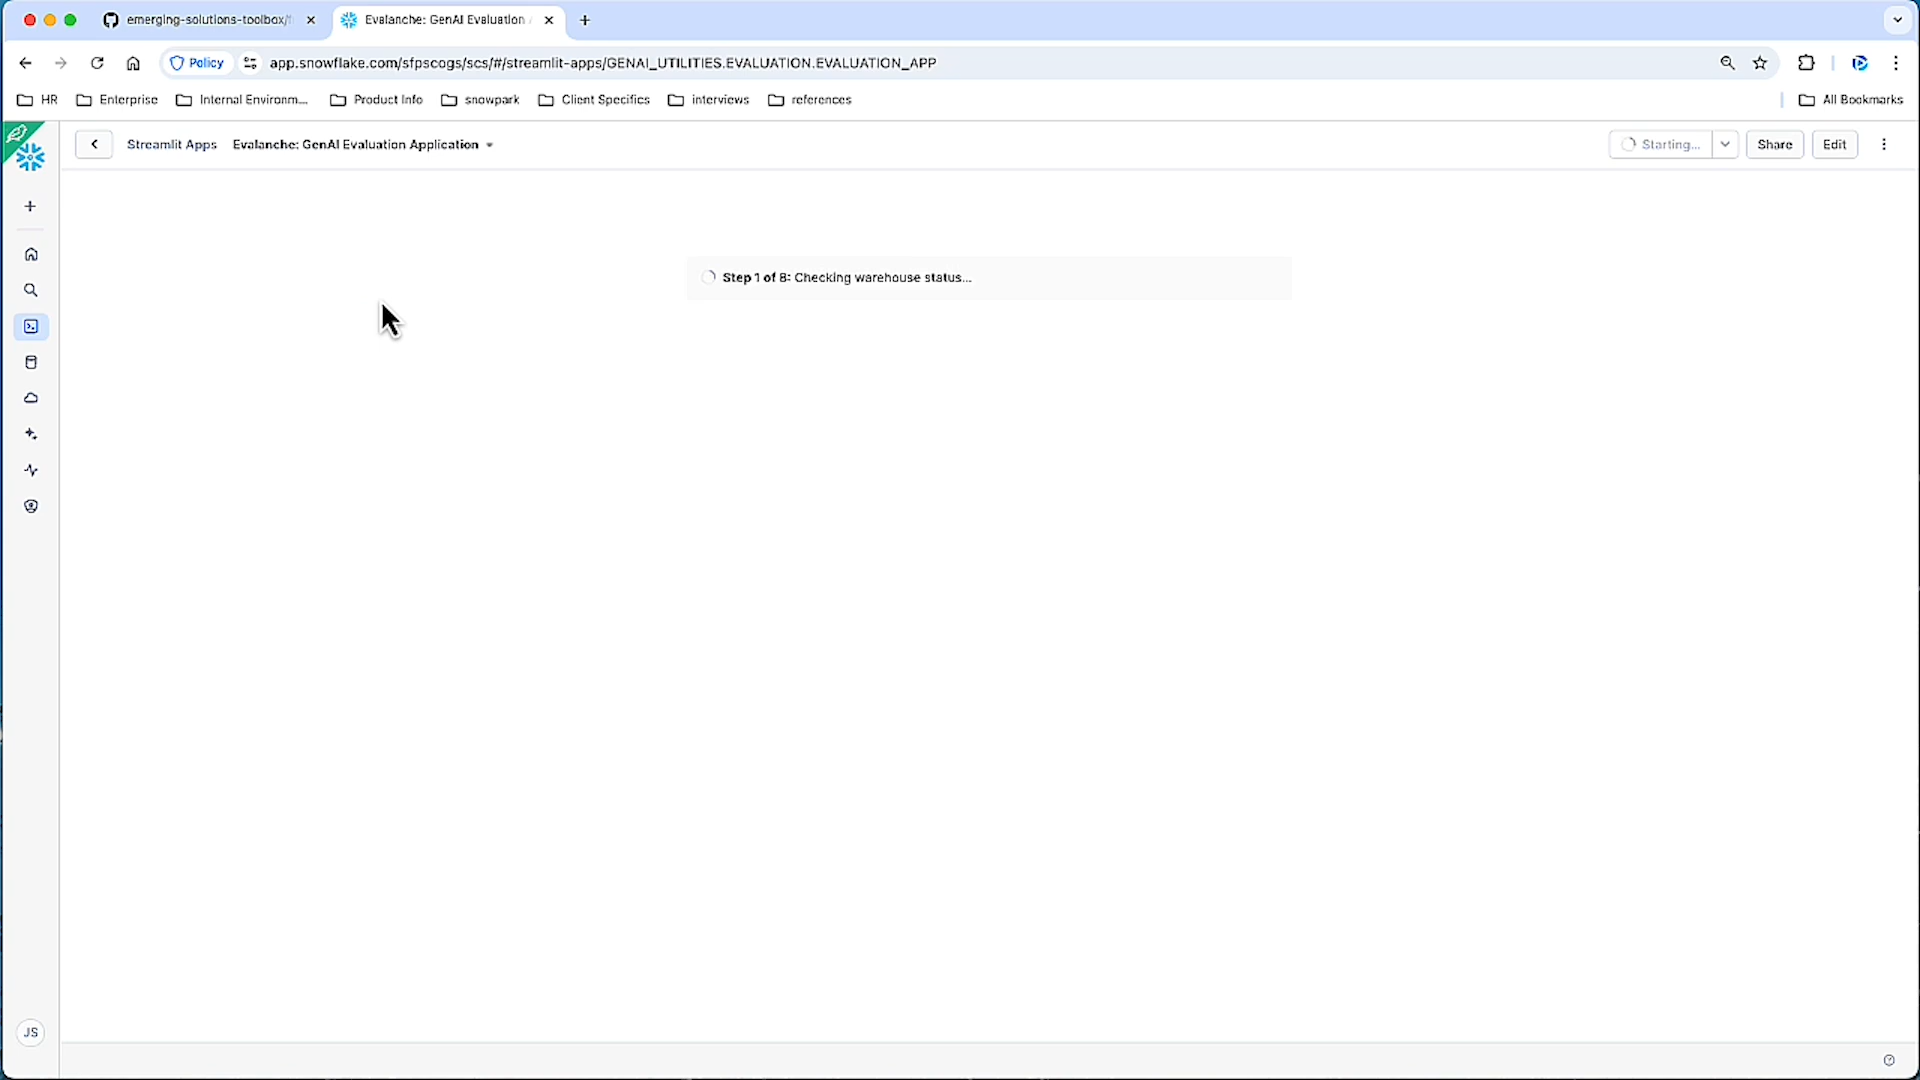 emerging-solutions-toolbox/
Evalanche: GenAI Evaluation
Policy
app.snowflake.com/sfpscogs/scs/#/streamlit-apps/GENAI_UTILITIES.EVALUATION.EVALUATION_APP
HR
Enterprise
Internal Environm...
Product Info
snowpark
Client Specifics
interviews
references
All Bookmarks
Streamlit Apps
Evalanche: GenAI Evaluation Application
Starting...
Share
Edit
Step 1 of 8: Checking warehouse status...
JS